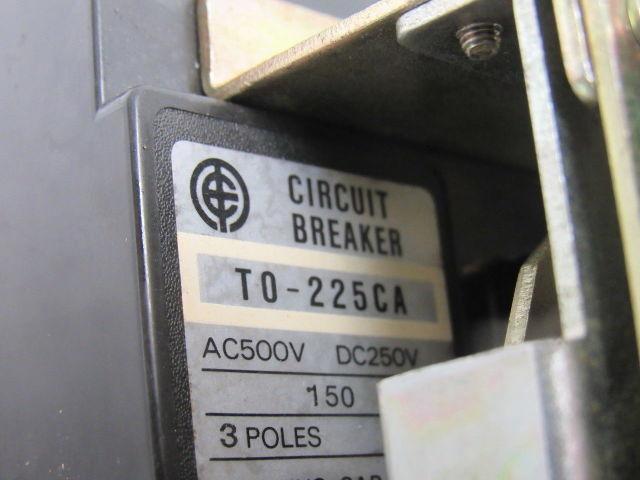 CIRCUIT
BREAKER
TO-225CA
AC500V DC250V
150
3 POLES